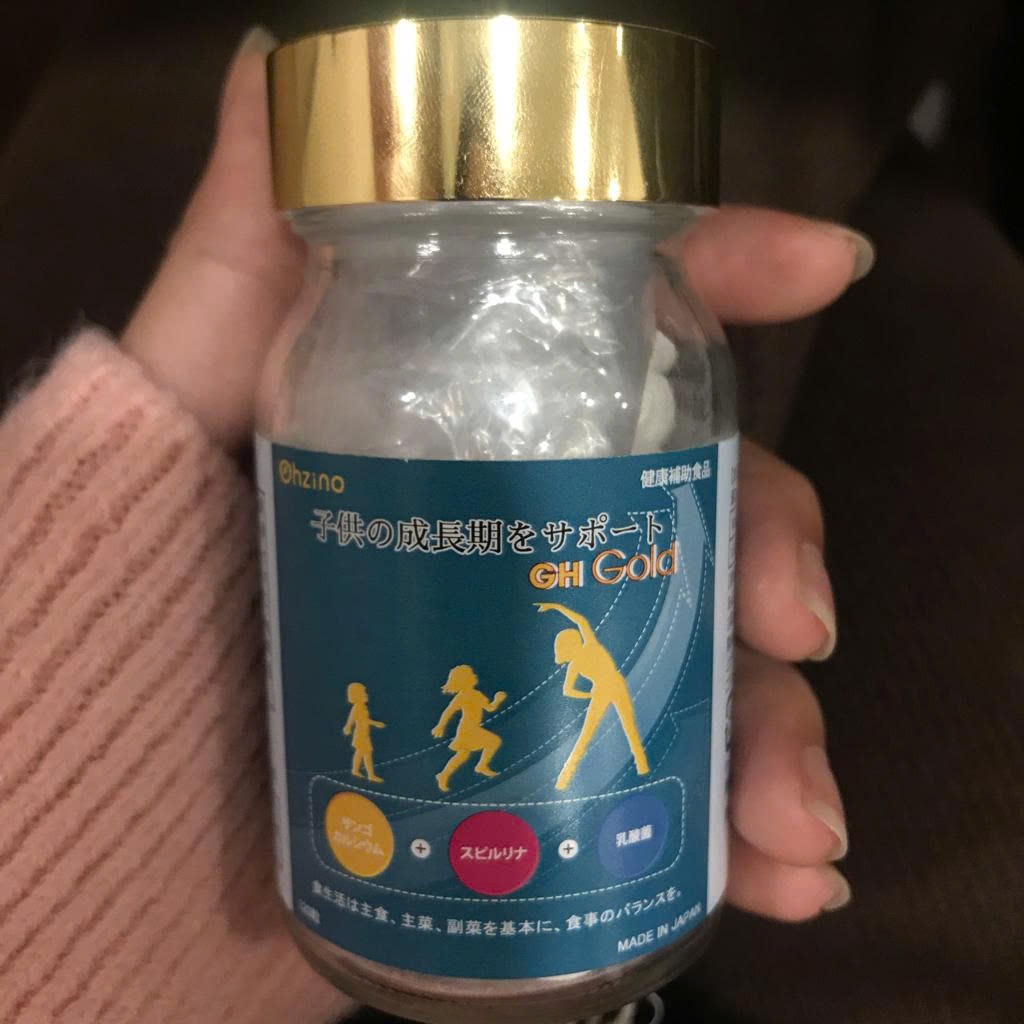 Ohzino
健康補助食品
子供の成長期をサポート
GH Gold
サンゴ
カルシウム
+
スピルリナ
+
乳酸菌
食生活は主食、主菜、副菜を基本に、食事のバランスを。
MADE IN JAPAN